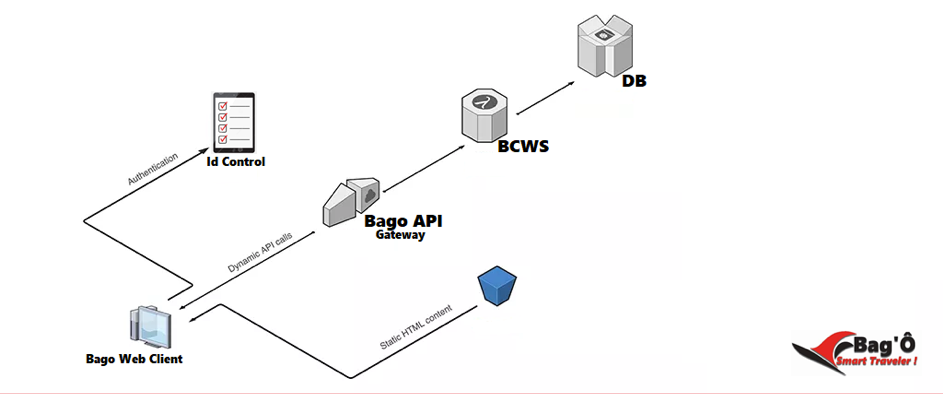 DB
BCWS
Authentication
Id Control
Bago API
Gateway
Dynamic API calls
Static HTML content
Bago Web Client
Bag'Ô
Smart Traveler !